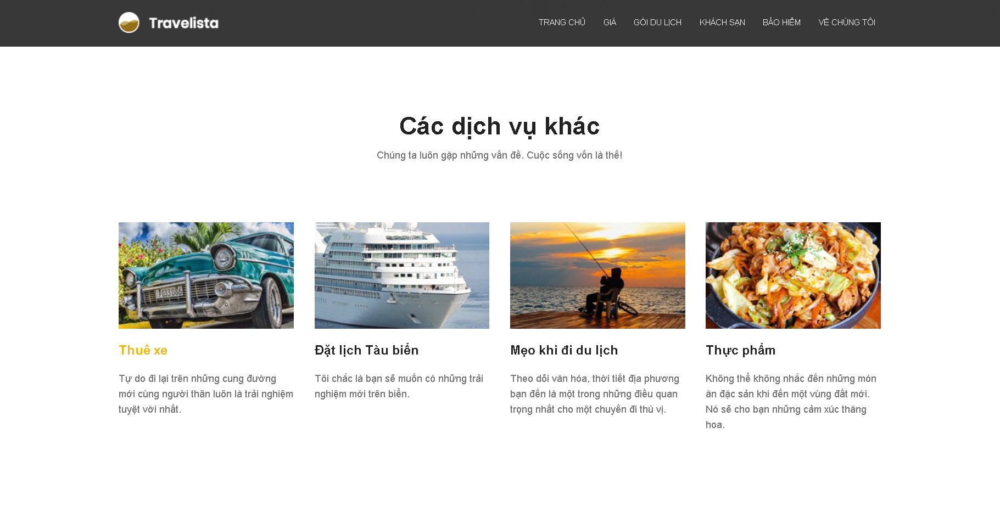 Travelista
TRANG CHỦ GIÁ GÓI DU LỊCH KHÁCH SẠN BẢO HIỂM VỀ CHÚNG TÔI
Các dịch vụ khác
Chúng ta luôn gặp những vấn đề. Cuộc sống vốn là thế!
P033 086
Thuê xe
Tự do đi lại trên những cung đường
mới cùng người thân luôn là trải nghiệm
tuyệt vời nhất.
Đặt lịch Tàu biển
Tôi chắc là bạn sẽ muốn có những trải
nghiệm mới trên biển.
Mẹo khi đi du lịch
Theo dõi văn hóa, thời tiết địa phương
bạn đến là một trong những điều quan
trọng nhất cho một chuyến đi thú vị.
Thực phẩm
Không thể không nhắc đến những món
ăn đặc sản khi đến một vùng đất mới.
Nó sẽ cho bạn những cảm xúc thăng
hoa.